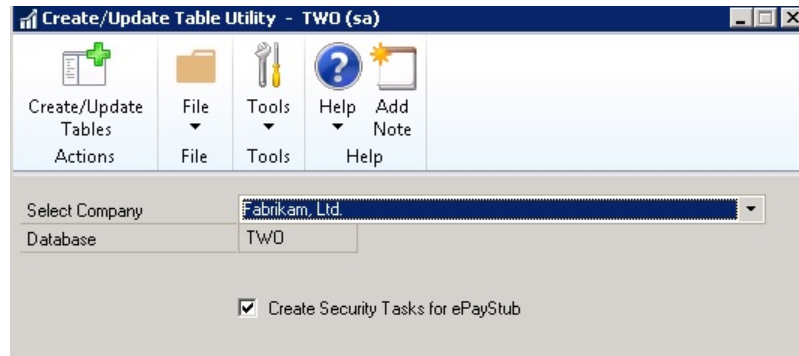 Create/Update Table Utility - TWO (sa)
Create/Update Tables
File
Tools
Help
Add Note
Actions
File
Tools
Help
Select Company
Fabrikam, Ltd.
Database
TWO
Create Security Tasks for ePayStub